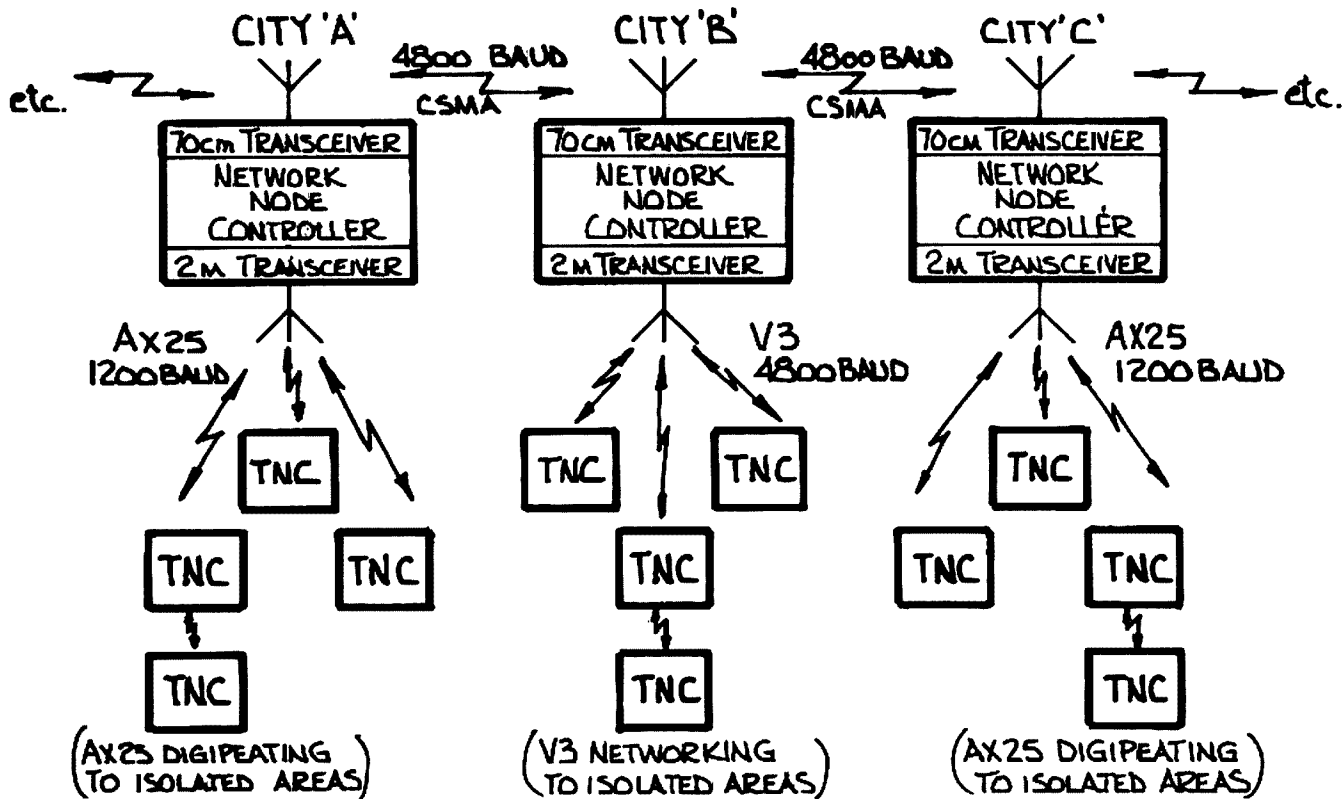 CITY 'A'
CITY 'B'
CITY 'C'
4800 BAUD
4800 BAUD
etc.
CSMA
CSMA
etc.
70cm TRANSCEIVER
NETWORK
NODE
CONTROLLER
2M TRANSCEIVER
70cm TRANSCEIVER
NETWORK
NODE
CONTROLLER
2M TRANSCEIVER
70cm TRANSCEIVER
NETWORK
NODE
CONTROLLÉR
2M TRANSCEIVER
AX25
1200 BAUD
V3
4800 BAUD
AX25
1200 BAUD
TNC
TNC
TNC
TNC
TNC
TNC
TNC
TNC
TNC
TNC
TNC
TNC
(AX25 DIGIPEATING
TO ISOLATED AREAS)
(V3 NETWORKING
TO ISOLATED AREAS)
(AX25 DIGIPEATING
TO ISOLATED AREAS)